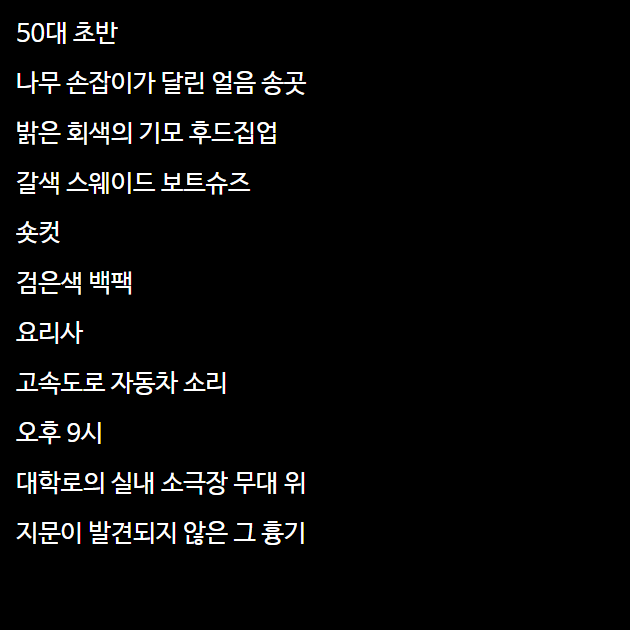 50대 초반
나무 손잡이가 달린 얼음 송곳
밝은 회색의 기모 후드집업
갈색 스웨이드 보트슈즈
숏컷
검은색 백팩
요리사
고속도로 자동차 소리
오후 9시
대학로의 실내 소극장 무대 위
지문이 발견되지 않은 그 흉기